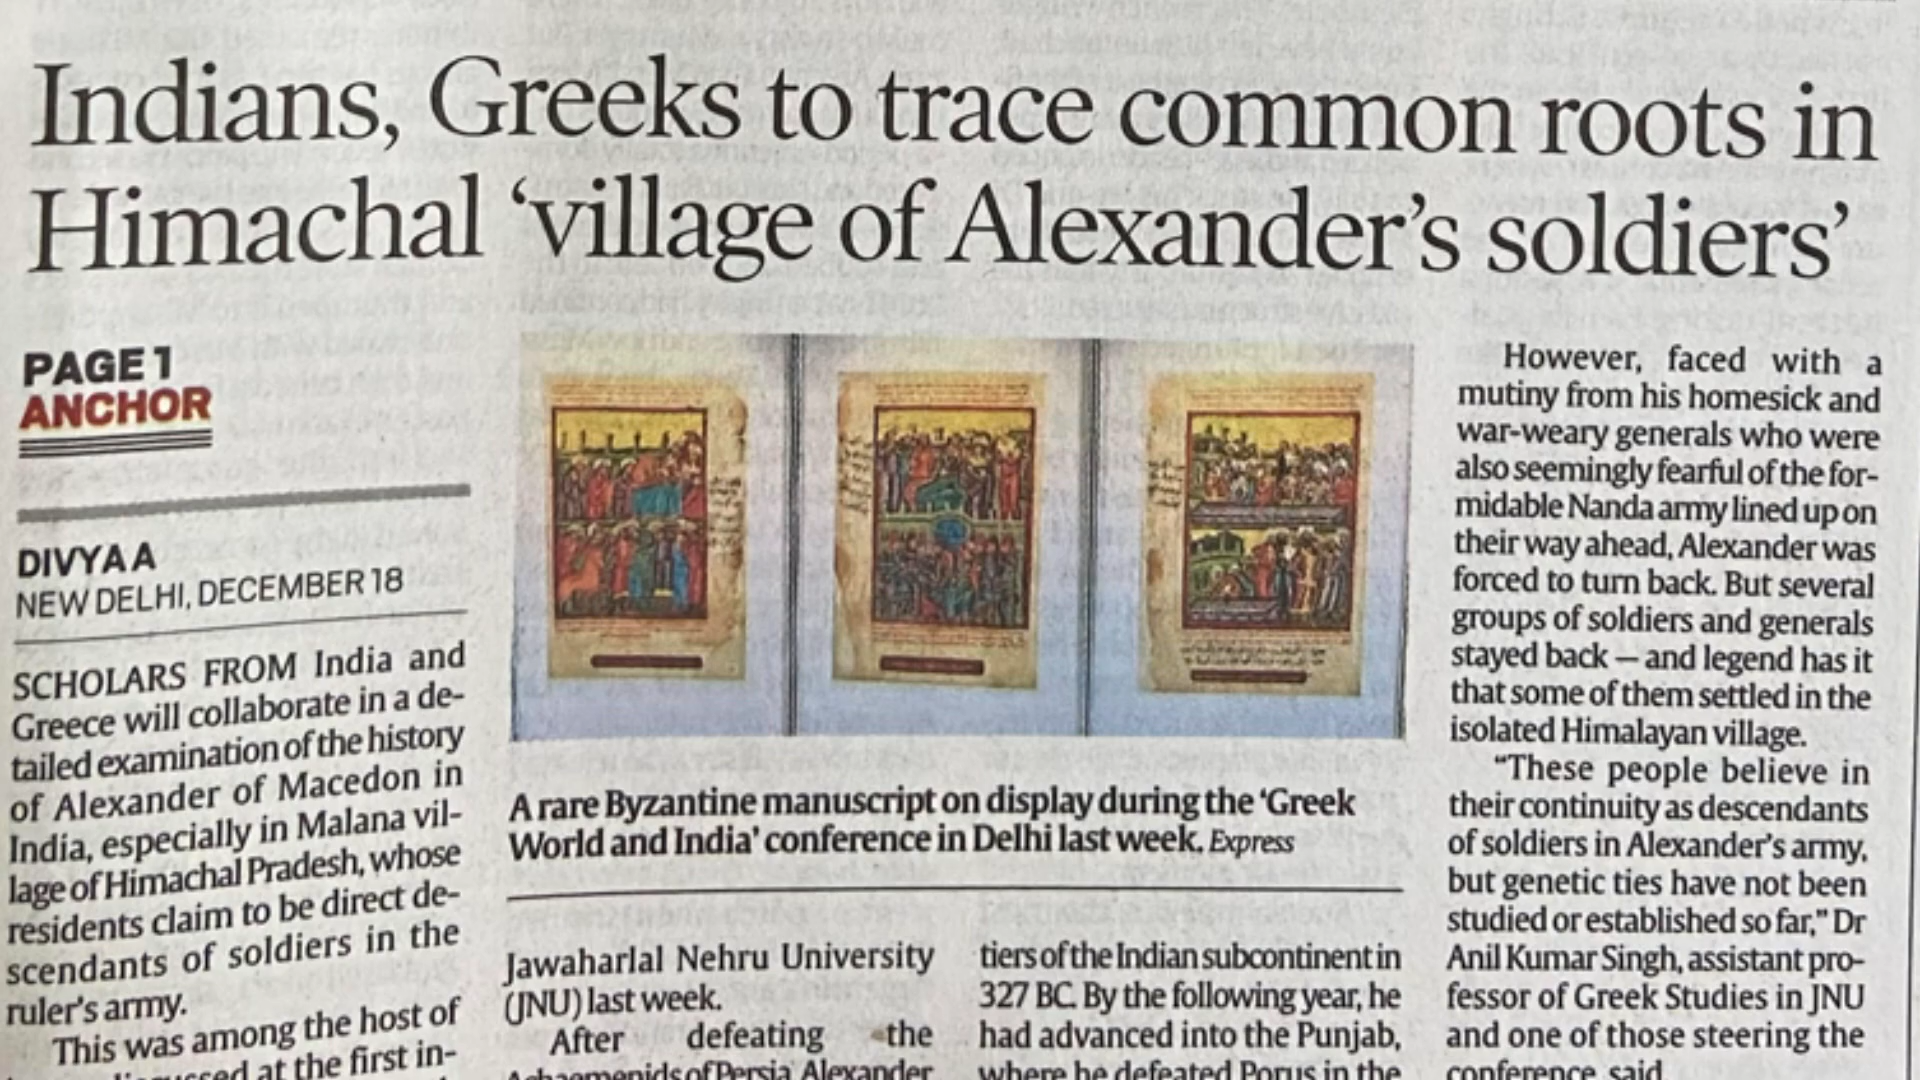 Indians, Greeks to trace common roots in
Himachal ‘village of Alexander’s soldiers’
PAGE 1
ANCHOR
DIVYA A
NEW DELHI, DECEMBER 18
SCHOLARS FROM India and
Greece will collaborate in a de-
tailed examination of the history
of Alexander of Macedon in
India, especially in Malana vil-
lage of Himachal Pradesh, whose
residents claim to be direct de-
scendants of soldiers in the
ruler's army.
This was among the host of
discussed at the first in-
A rare Byzantine manuscript on display during the ‘Greek
World and India’ conference in Delhi last week. Express
Jawaharlal Nehru University
(JNU) last week.
After defeating the
Achaemenids of Persia, Alexander
tiers of the Indian subcontinent in
327 BC. By the following year, he
had advanced into the Punjab,
where he defeated Porus in the
However, faced with a
mutiny from his homesick and
war-weary generals who were
also seemingly fearful of the for-
midable Nanda army lined up on
their way ahead, Alexander was
forced to turn back. But several
groups of soldiers and generals
stayed back — and legend has it
that some of them settled in the
isolated Himalayan village.
“These people believe in
their continuity as descendants
of soldiers in Alexander’s army,
but genetic ties have not been
studied or established so far,” Dr
Anil Kumar Singh, assistant pro-
fessor of Greek Studies in JNU
and one of those steering the
conference, said.